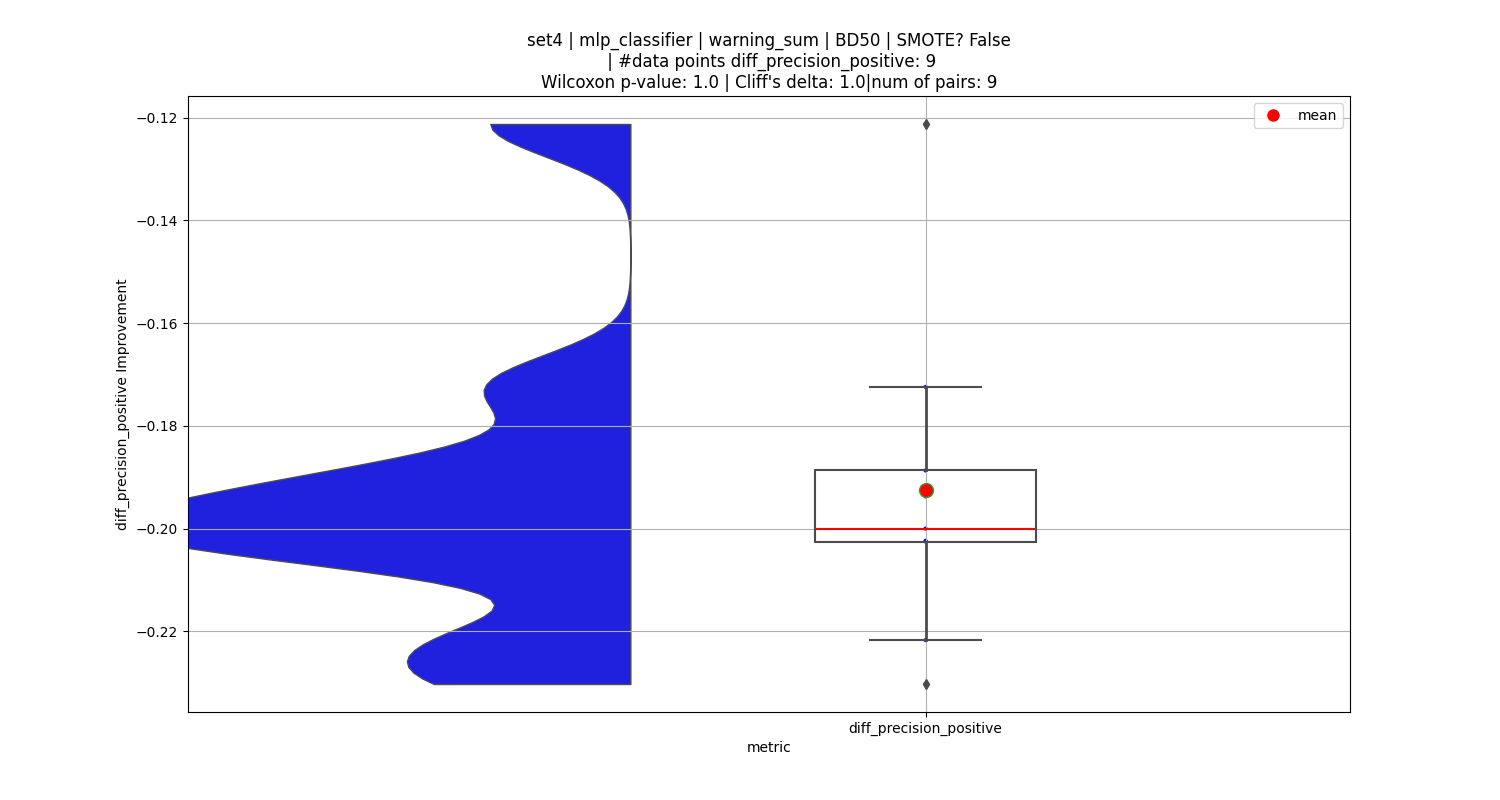 set4 | mlp_classifier | warning_sum | BD50 | SMOTE? False
| #data points diff_precision_positive: 9
Wilcoxon p-value: 1.0 | Cliff's delta: 1.0|num of pairs: 9
mean
−0.12
−0.14
−0.16
−0.18
−0.20
−0.22
diff_precision_positive Improvement
diff_precision_positive
metric